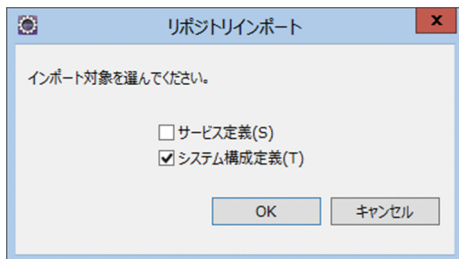 リポジトリインポート
インポート対象を選んでください。
サービス定義(S)
システム構成定義(T)
OK キャンセル